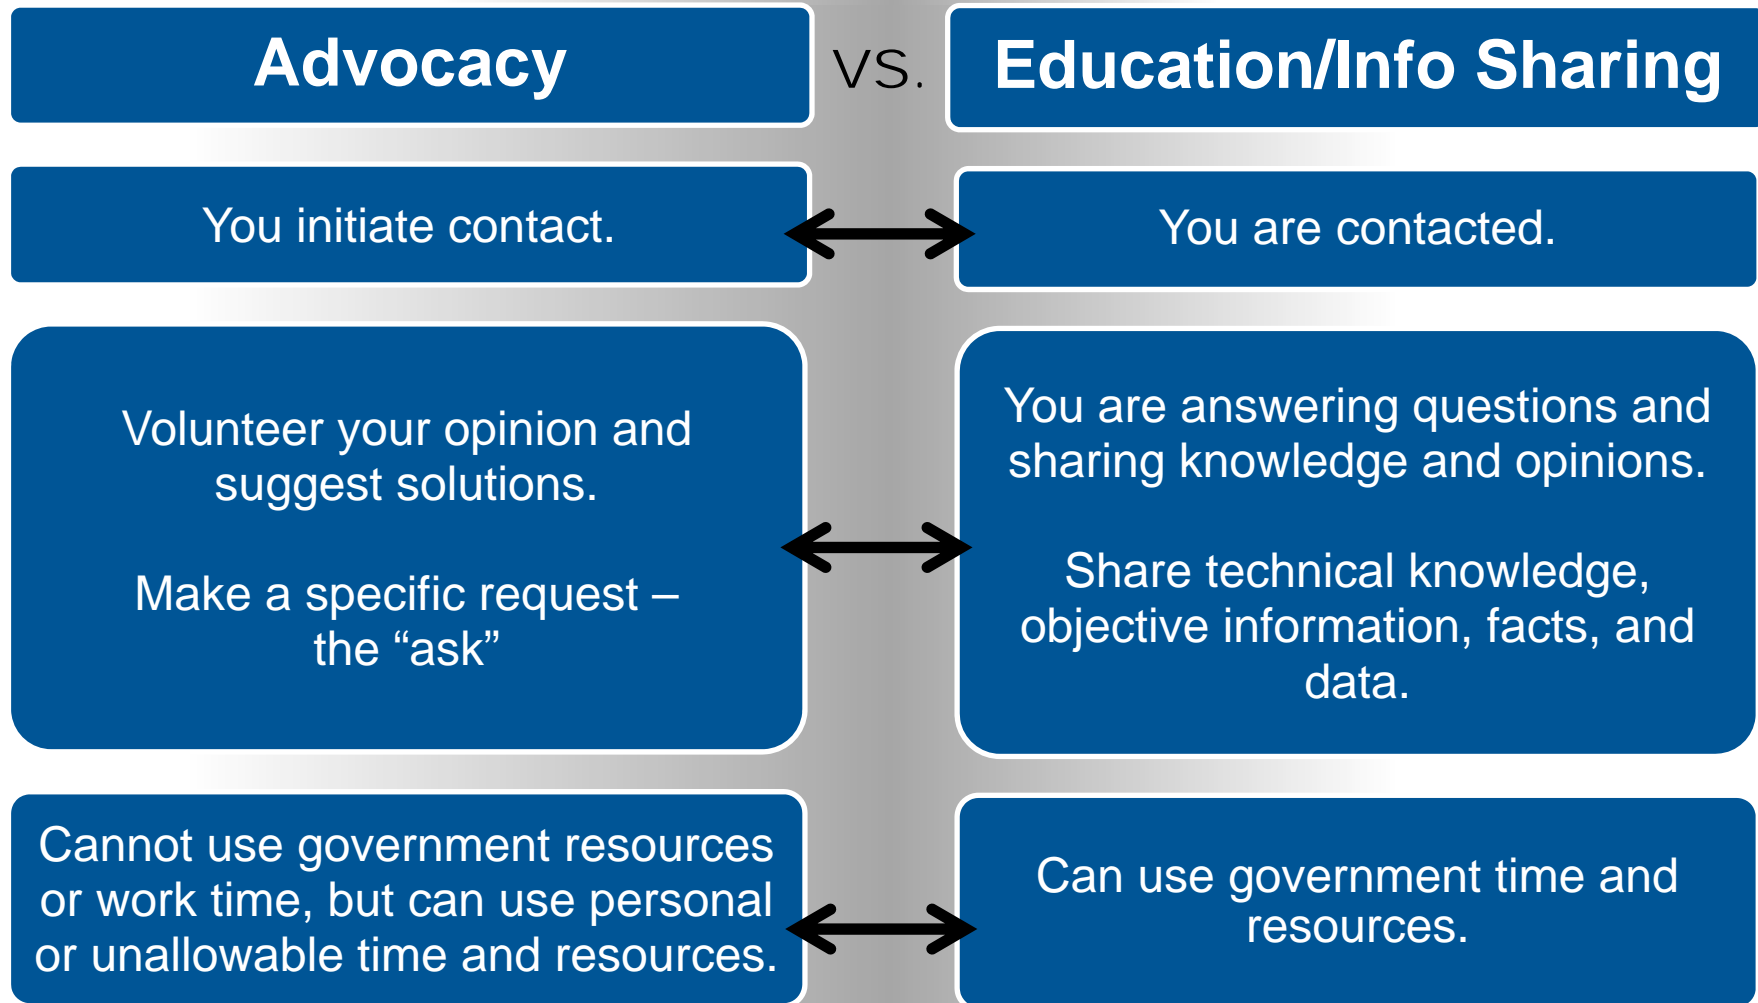 Advocacy
vs.
Education/Info Sharing
You initiate contact.
You are contacted.
Volunteer your opinion and
suggest solutions.
Make a specific request –
the “ask”
You are answering questions and
sharing knowledge and opinions.
Share technical knowledge,
objective information, facts, and
data.
Cannot use government resources
or work time, but can use personal
or unallowable time and resources.
Can use government time and
resources.